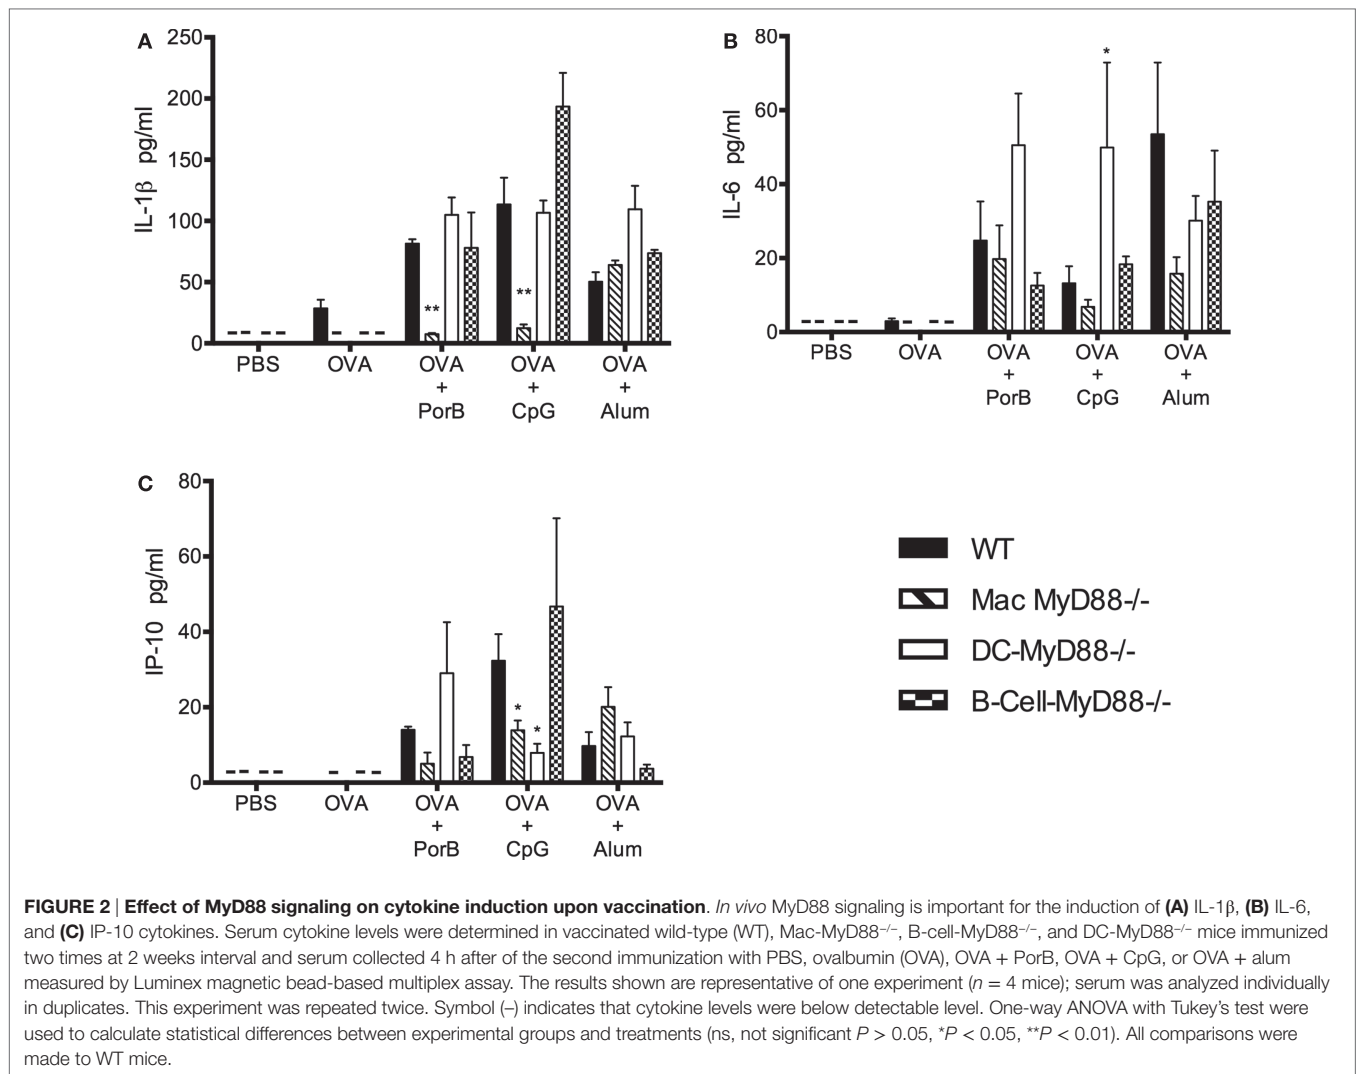 A
250
200
150
100
50
0
IL-1β pg/ml
**
**
PBS
OVA
OVA
OVA
OVA
+
+
+
PorB
CpG
Alum
B
80
60
40
20
0
IL-6 pg/ml
*
PBS
OVA
OVA
OVA
OVA
+
+
+
PorB
CpG
Alum
C
80
60
40
20
0
IP-10 pg/ml
*
*
PBS
OVA
OVA
OVA
OVA
+
+
+
PorB
CpG
Alum
WT
Mac MyD88-/-
DC-MyD88-/-
B-Cell-MyD88-/-
FIGURE 2 | Effect of MyD88 signaling on cytokine induction upon vaccination. In vivo MyD88 signaling is important for the induction of (A) IL-1β, (B) IL-6,
and (C) IP-10 cytokines. Serum cytokine levels were determined in vaccinated wild-type (WT), Mac-MyD88−/−, B-cell-MyD88−/−, and DC-MyD88−/− mice immunized
two times at 2 weeks interval and serum collected 4 h after of the second immunization with PBS, ovalbumin (OVA), OVA + PorB, OVA + CpG, or OVA + alum
measured by Luminex magnetic bead-based multiplex assay. The results shown are representative of one experiment (n = 4 mice); serum was analyzed individually
in duplicates. This experiment was repeated twice. Symbol (–) indicates that cytokine levels were below detectable level. One-way ANOVA with Tukey's test were
used to calculate statistical differences between experimental groups and treatments (ns, not significant P > 0.05, *P < 0.05, **P < 0.01). All comparisons were
made to WT mice.